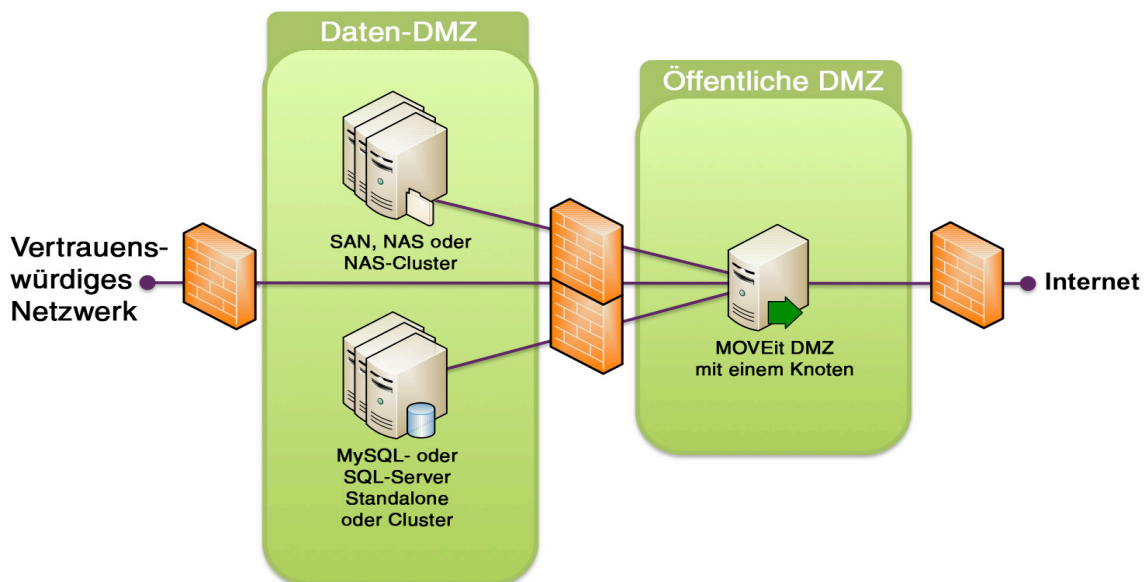 Daten-DMZ
Öffentliche DMZ
SAN, NAS oder
NAS-Cluster
Vertrauens-
würdiges
Netzwerk
Internet
MOVEit DMZ
mit einem Knoten
MySQL- oder
SQL-Server
Standalone
oder Cluster